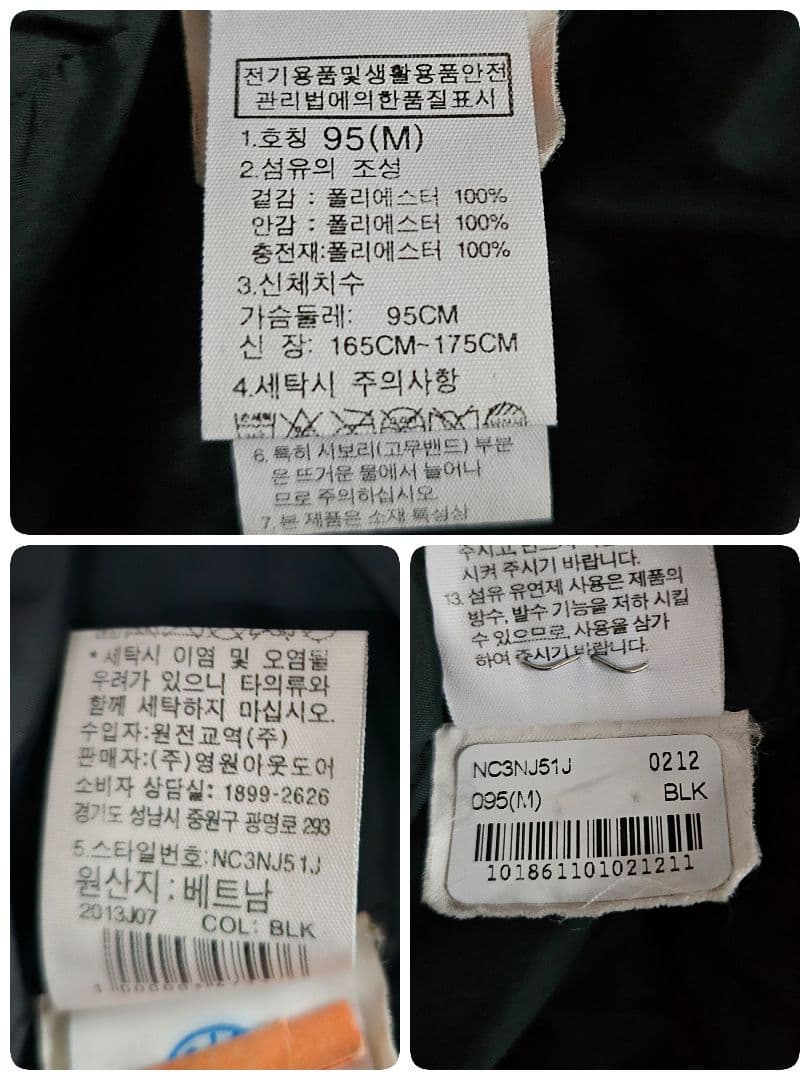 전기용품및생활용품안전
관리법에의한품질표시
1.호칭 95(M)
2.섬유의 조성
겉감 : 폴리에스터 100%
안감 : 폴리에스터 100%
충전재:폴리에스터 100%
3.신체치수
가슴둘레: 95CM
신 장: 165CM~175CM
4.세탁시 주의사항
손세탁
6. 특히 시보리(고무밴드) 부분
은 뜨거운 물에서 늘어나
므로 주의하십시오.
7. 본 제품은 소재 특성상
* 세탁시 이염 및 오염될
우려가 있으니 타의류와
함께 세탁하지 마십시오.
수입자:원전교역(주)
판매자:(주)영원아웃도어
소비자 상담실: 1899-2626
경기도 성남시 중원구 광명로 293
5.스타일번호:NC3NJ51J
원산지 : 베트남
2013J07 COL: BLK
시켜 주시기 바랍니다.
13. 섬유 유연제 사용은 제품의
방수, 발수 기능을 저하 시킬
수 있으므로, 사용을 삼가
하여 주시기 바랍니다.
NC3NJ51J 0212
095(M) BLK
101861101021211